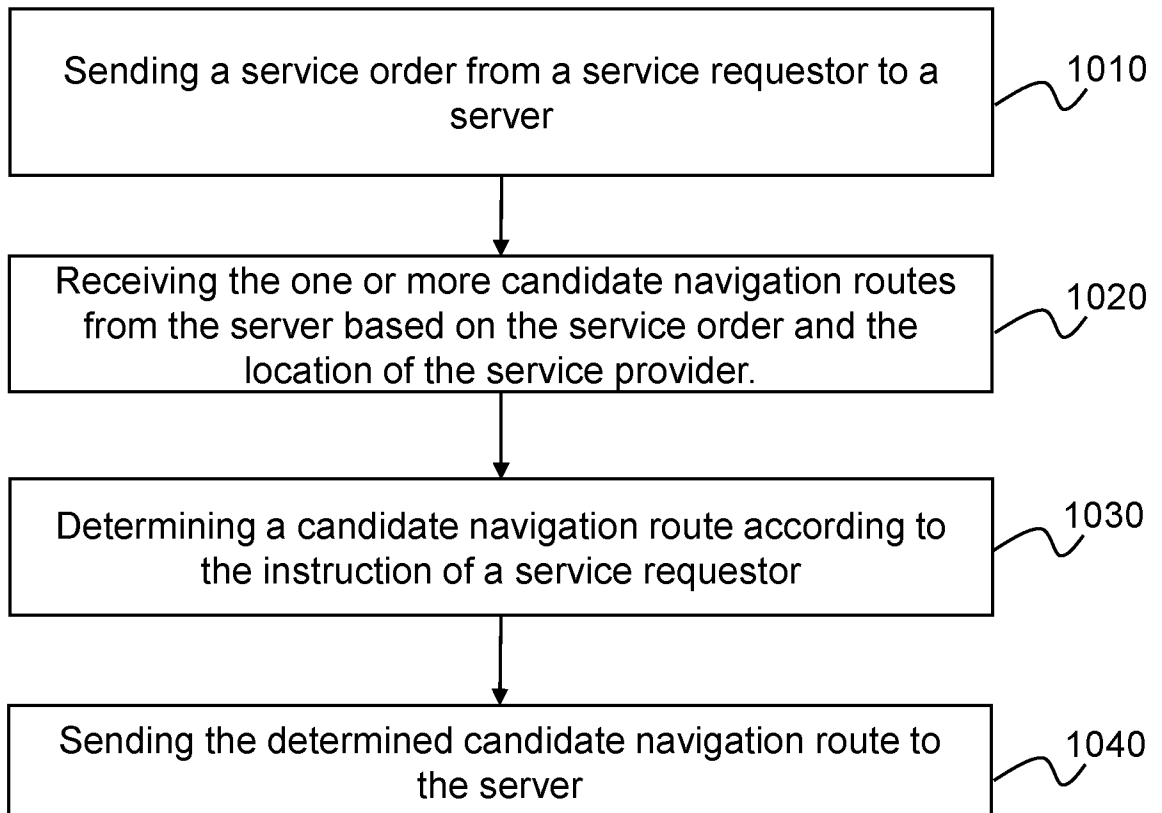 Sending a service order from a service requestor to a
server
1010
Receiving the one or more candidate navigation routes
from the server based on the service order and the
location of the service provider.
1020
Determining a candidate navigation route according to
the instruction of a service requestor
1030
Sending the determined candidate navigation route to
the server
1040